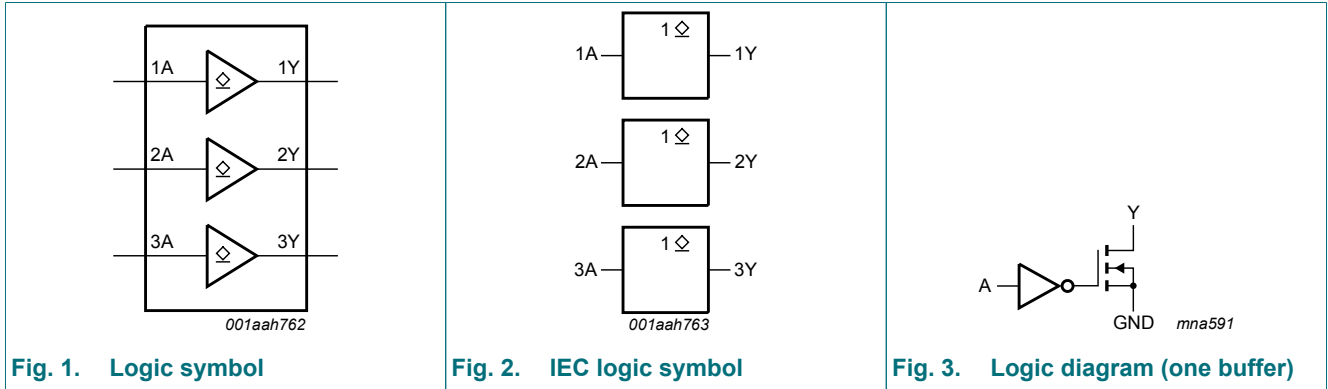 1A 1Y
2A 2Y
3A 3Y
001aah762
Fig. 1. Logic symbol
1
1A 1Y
1
2A 2Y
1
3A 3Y
001aah763
Fig. 2. IEC logic symbol
Y
A
GND mna591
Fig. 3. Logic diagram (one buffer)